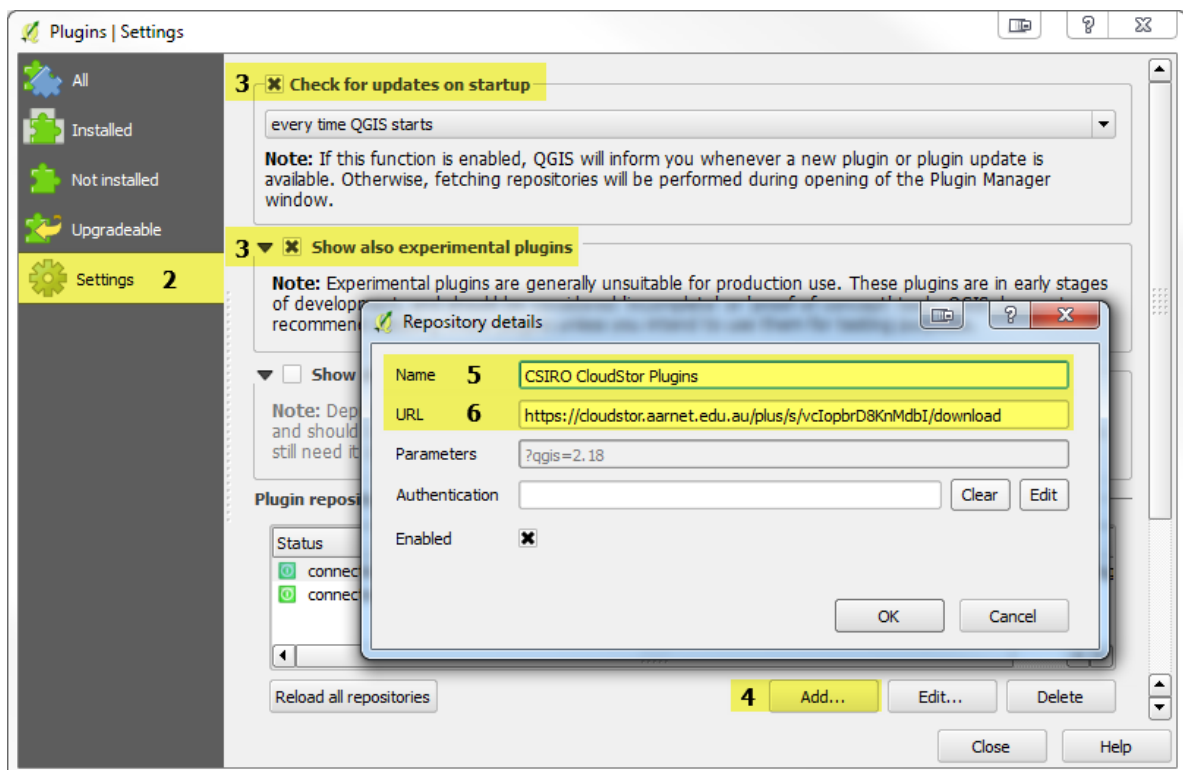 Plugins | Settings
All
Installed
Not installed
Upgradeable
Settings 2
3 Check for updates on startup
every time QGIS starts
Note: If this function is enabled, QGIS will inform you whenever a new plugin or plugin update is
available. Otherwise, fetching repositories will be performed during opening of the Plugin Manager
window.
3 Show also experimental plugins
Note: Experimental plugins are generally unsuitable for production use. These plugins are in early stages
of
Repository details
Name 5 CSIRO CloudStor Plugins
URL 6 https://cloudstor.aarnet.edu.au/plus/s/vcIopbrD8KnMdbI/download
Parameters ?qgis=2.18
Authentication Clear Edit
Enabled
OK Cancel
Show
Note:
and should
still need it
Plugin
Status
Reload all repositories 4 Add... Edit... Delete
Close Help